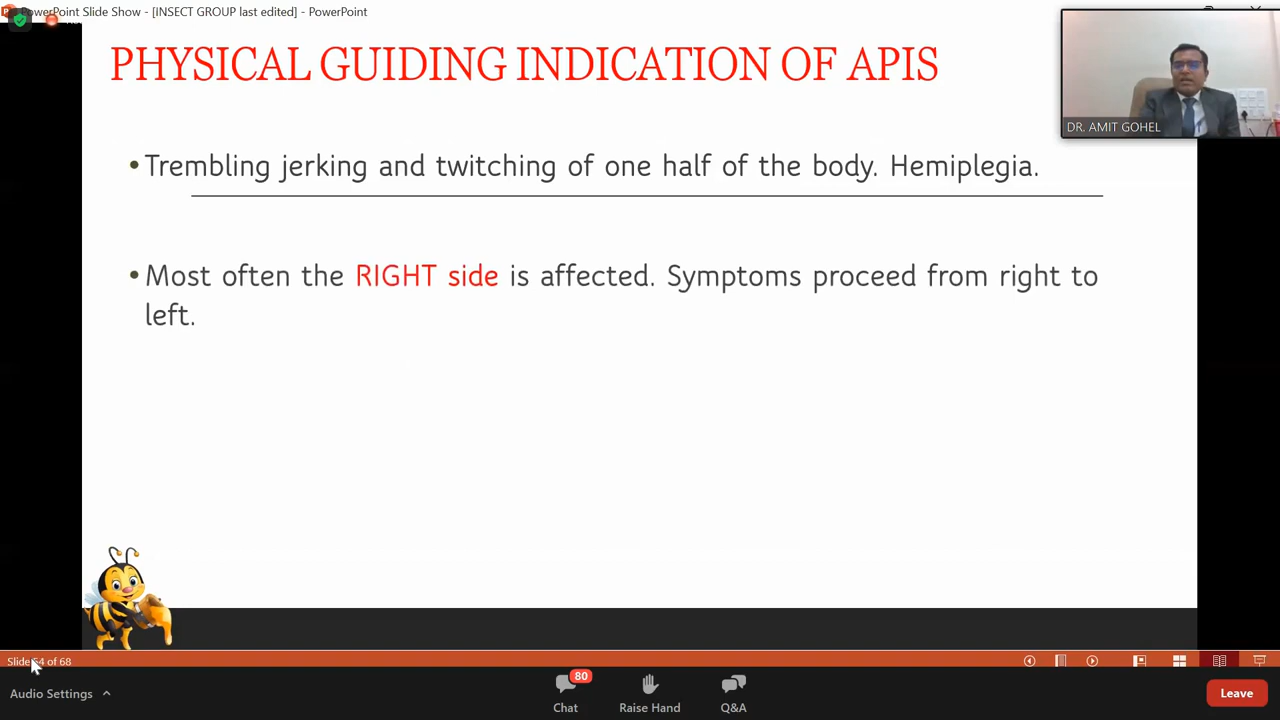 PowerPoint Slide Show - [INSECT GROUP last edited] - PowerPoint
PHYSICAL GUIDING INDICATION OF APIS
DR. AMIT GOHEL
•Trembling jerking and twitching of one half of the body. Hemiplegia.
•Most often the RIGHT side is affected. Symptoms proceed from right to
left.
Slide 54 of 68
Audio Settings
80
Chat
Raise Hand
Q&A
Leave